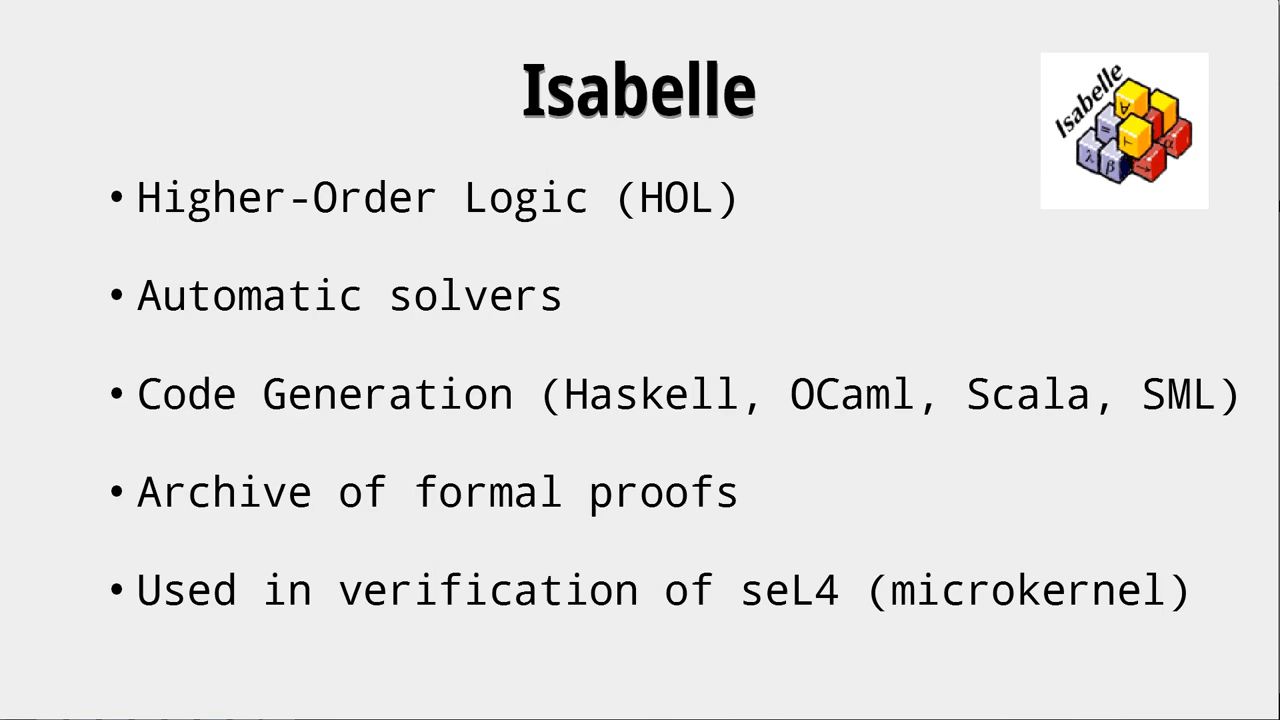 Isabelle
Isabelle
∀
=
⊢
α
λ
β
→
• Higher-Order Logic (HOL)
• Automatic solvers
• Code Generation (Haskell, OCaml, Scala, SML)
• Archive of formal proofs
• Used in verification of seL4 (microkernel)